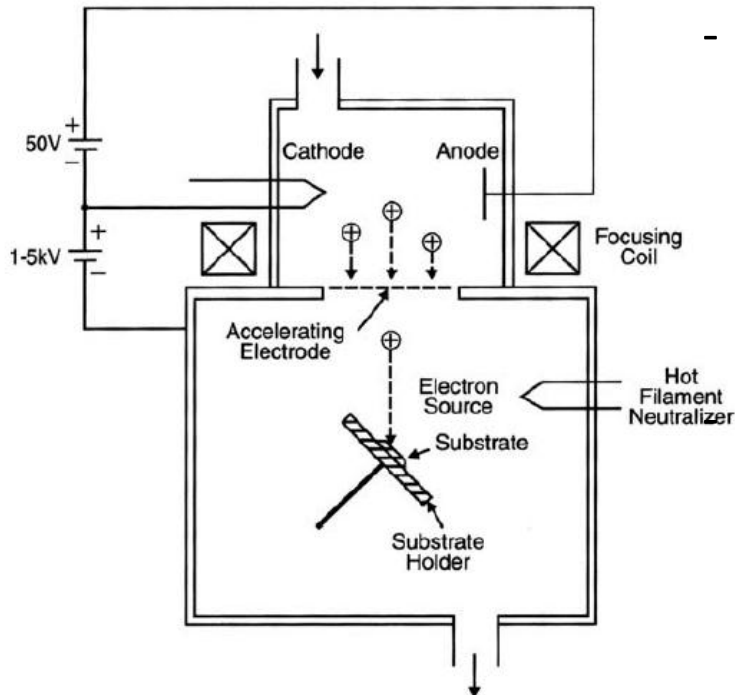 50V
+
−
Cathode
Anode
1-5kV
+
−
Focusing
Coil
Accelerating
Electrode
Electron
Source
Hot
Filament
Neutralizer
Substrate
Substrate
Holder